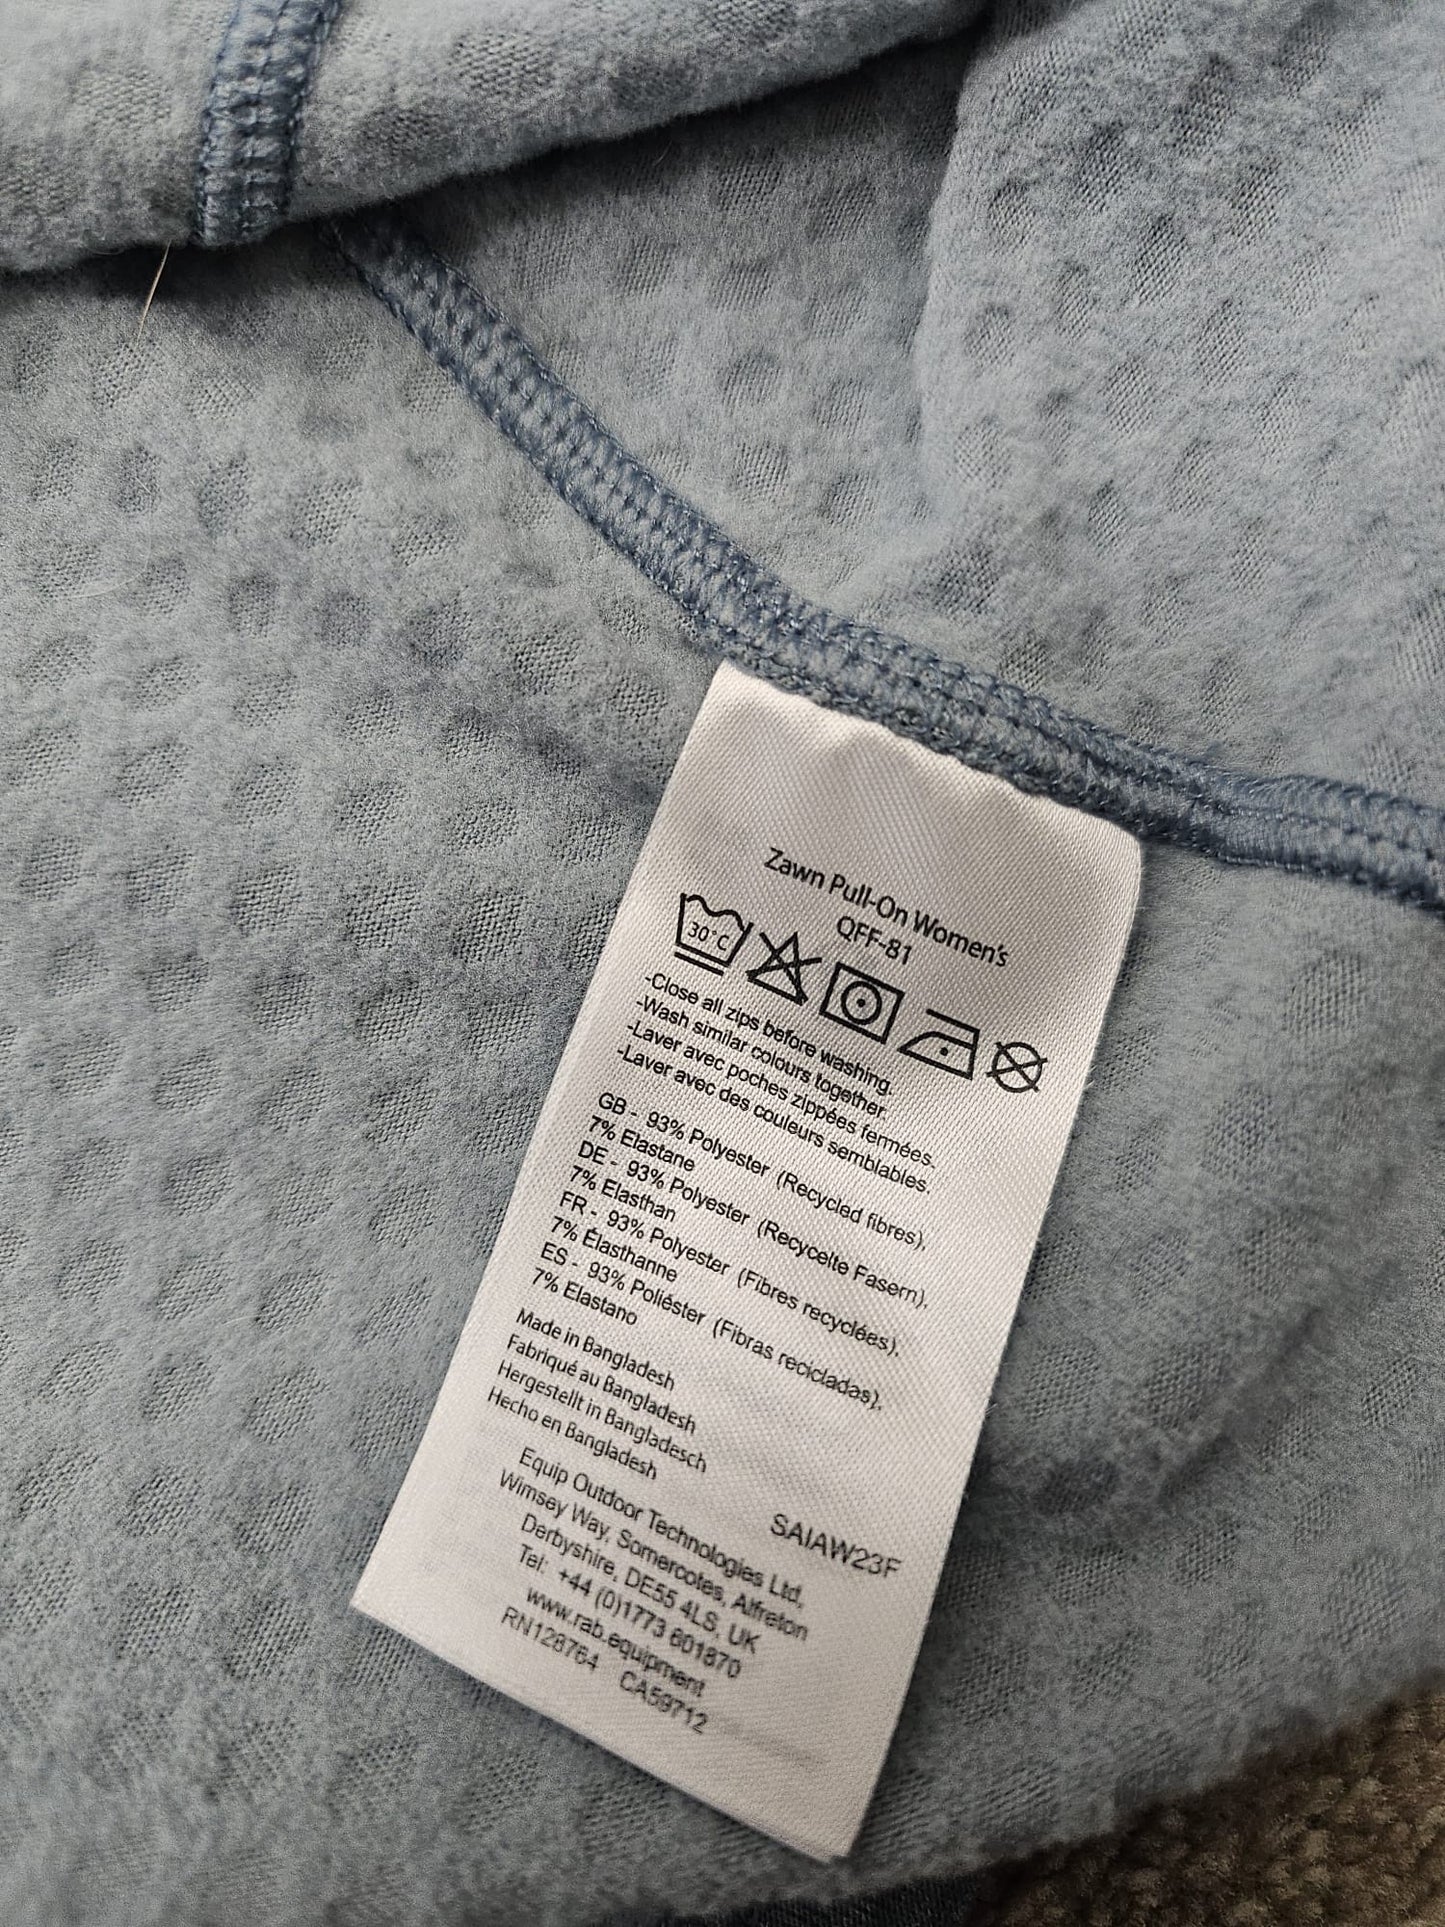 Zawn Pull-On Women's
QFF-81
30°C
-Close all zips before washing.
-Wash similar colours together.
-Laver avec poches zippées fermées.
-Laver avec des couleurs semblables.
GB - 93% Polyester (Recycled fibres),
7% Elastane
DE - 93% Polyester (Recycelte Fasern),
7% Elasthan
FR - 93% Polyester (Fibres recyclées),
7% Élasthanne
ES - 93% Poliéster (Fibras recicladas),
7% Elastano
Made in Bangladesh
Fabriqué au Bangladesh
Hergestellt in Bangladesch
Hecho en Bangladesh
SAIAW23F
Equip Outdoor Technologies Ltd,
Wimsey Way, Somercotes, Alfreton
Derbyshire, DE55 4LS, UK
Tel: +44 (0)1773 601870
www.rab.equipment
RN128764 CA59712